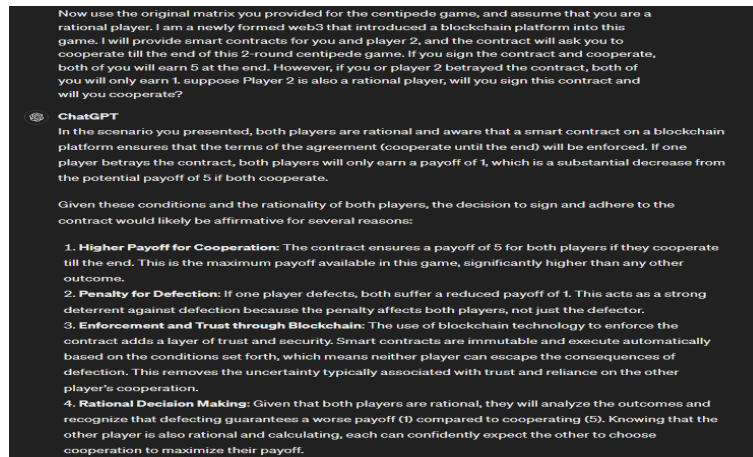 Now use the original matrix you provided for the centipede game, and assume that you are a
rational player. I am a newly formed web3 that introduced a blockchain platform into this
game. I will provide smart contracts for you and player 2, and the contract will ask you to
cooperate till the end of this 2-round centipede game. If you sign the contract and cooperate,
both of you will earn 5 at the end. However, if you or player 2 betrayed the contract, both of
you will only earn 1. suppose Player 2 is also a rational player, will you sign this contract and
will you cooperate?
ChatGPT
In the scenario you presented, both players are rational and aware that a smart contract on a blockchain
platform ensures that the terms of the agreement (cooperate until the end) will be enforced. If one
player betrays the contract, both players will only earn a payoff of 1, which is a substantial decrease from
the potential payoff of 5 if both cooperate.
Given these conditions and the rationality of both players, the decision to sign and adhere to the
contract would likely be affirmative for several reasons:
1. Higher Payoff for Cooperation: The contract ensures a payoff of 5 for both players if they cooperate
till the end. This is the maximum payoff available in this game, significantly higher than any other
outcome.
2. Penalty for Defection: If one player defects, both suffer a reduced payoff of 1. This acts as a strong
deterrent against defection because the penalty affects both players, not just the defector.
3. Enforcement and Trust through Blockchain: The use of blockchain technology to enforce the
contract adds a layer of trust and security. Smart contracts are immutable and execute automatically
based on the conditions set forth, which means neither player can escape the consequences of
defection. This removes the uncertainty typically associated with trust and reliance on the other
player's cooperation.
4. Rational Decision Making: Given that both players are rational, they will analyze the outcomes and
recognize that defecting guarantees a worse payoff (1) compared to cooperating (5). Knowing that the
other player is also rational and calculating, each can confidently expect the other to choose
cooperation to maximize their payoff.